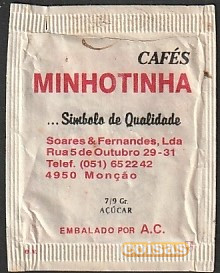 CAFÉS
MINHOTINHA
...Simbolo de Qualidade
Soares & Fernandes, Lda
Rua 5 de Outubro 29-31
Telef. (051) 652242
4950 Monção
7/9 Gr.
AÇUCAR
EMBALADO POR A.C.
coisas